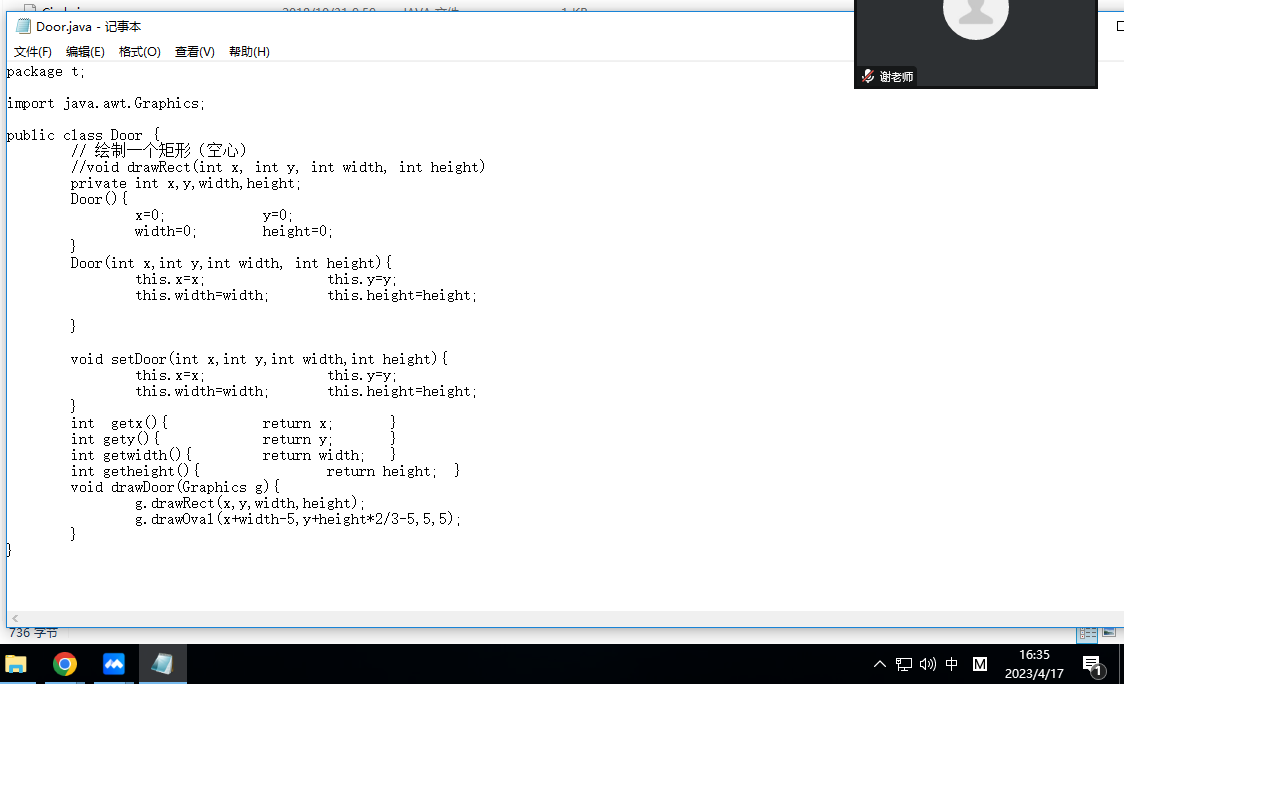 Door.java - 记事本
文件(F) 编辑(E) 格式(O) 查看(V) 帮助(H)
谢老师
package t;
import java.awt.Graphics;
public class Door {
// 绘制一个矩形（空心）
//void drawRect(int x, int y, int width, int height)
private int x,y,width,height;
Door(){
x=0; y=0;
width=0; height=0;
}
Door(int x,int y,int width, int height){
this.x=x; this.y=y;
this.width=width; this.height=height;
}
void setDoor(int x,int y,int width,int height){
this.x=x; this.y=y;
this.width=width; this.height=height;
}
int  getx(){ return x; }
int gety(){ return y; }
int getwidth(){ return width; }
int getheight(){ return height; }
void drawDoor(Graphics g){
g.drawRect(x,y,width,height);
g.drawOval(x+width-5,y+height*2/3-5,5,5);
}
}
736 字节
中 M 16:35
2023/4/17 1